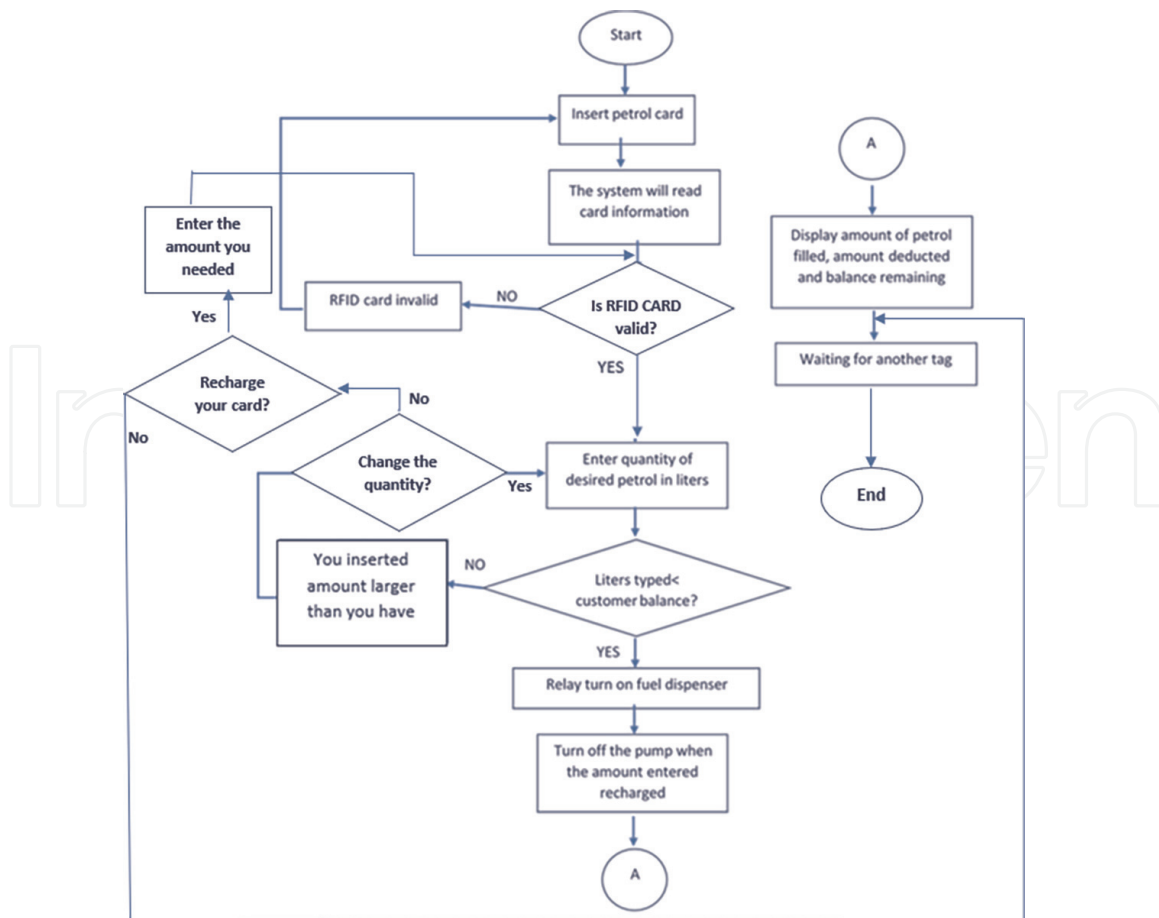 Start
Insert petrol card
The system will read
card information
Is RFID CARD
valid?
NO
RFID card invalid
YES
Enter quantity of
desired petrol in liters
Liters typed<
customer balance?
NO
You inserted
amount larger
than you have
Change the
quantity?
Yes
No
Recharge
your card?
Yes
Enter the
amount you
needed
No
YES
Relay turn on fuel dispenser
Turn off the pump when
the amount entered
recharged
A
A
Display amount of petrol
filled, amount deducted
and balance remaining
Waiting for another tag
End